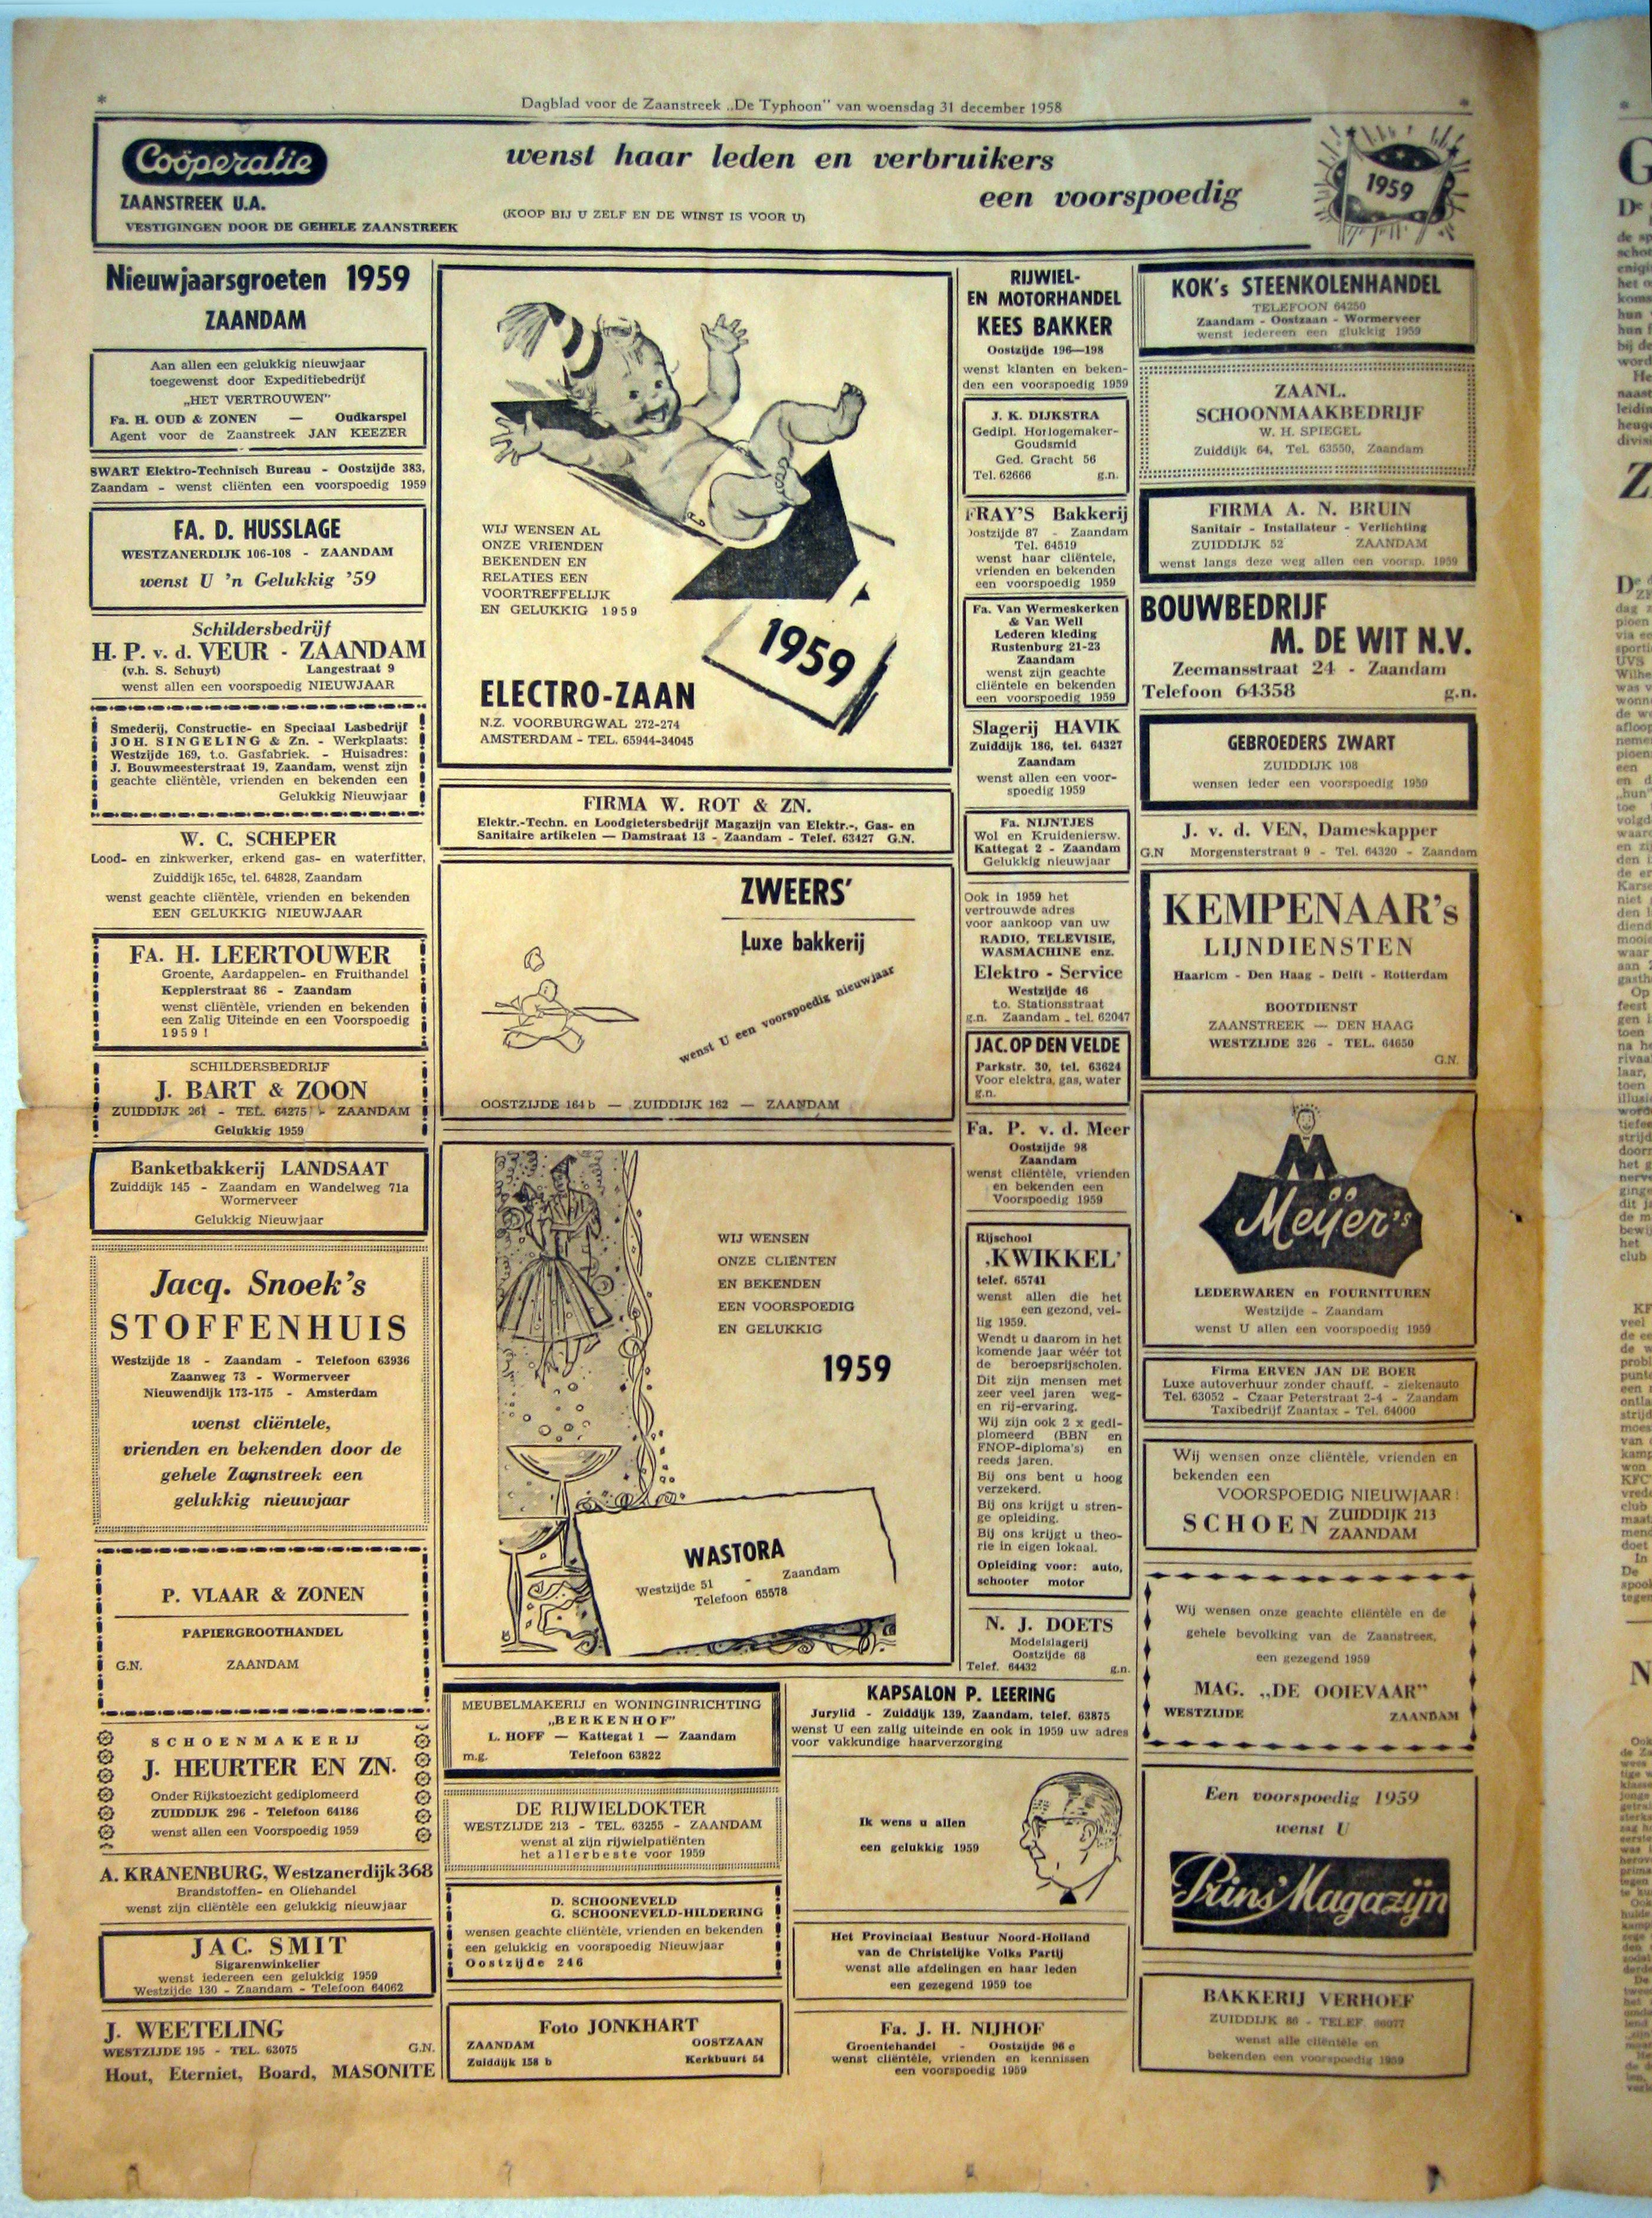 Dagblad voor de Zaanstreek „De Typhoon" van woensdag 31 december 1958
Coöperatie
ZAANSTREEK U.A.
VESTIGINGEN DOOR DE GEHELE ZAANSTREEK
wenst haar leden en verbruikers
een voorspoedig
(KOOP BIJ U ZELF EN DE WINST IS VOOR U)
1959
Nieuwjaarsgroeten 1959
ZAANDAM
Aan allen een gelukkig nieuwjaar
toegewenst door Expeditiebedrijf
„HET VERTROUWEN"
Fa. H. OUD & ZONEN — Oudkarspel
Agent voor de Zaanstreek JAN KEEZER
SWART Elektro-Technisch Bureau - Oostzijde 383,
Zaandam - wenst cliënten een voorspoedig 1959
FA. D. HUSSLAGE
WESTZANERDIJK 106-108 - ZAANDAM
wenst U 'n Gelukkig '59
Schildersbedrijf
H. P. v. d. VEUR - ZAANDAM
(v.h. S. Schuyt) Langestraat 9
wenst allen een voorspoedig NIEUWJAAR
Smederij, Constructie- en Speciaal Lasbedrijf
JOH. SINGELING & Zn. - Werkplaats:
Westzijde 169, t.o. Gasfabriek. - Huisadres:
J. Bouwmeesterstraat 19, Zaandam, wenst zijn
geachte cliëntèle, vrienden en bekenden een
Gelukkig Nieuwjaar
W. C. SCHEPER
Lood- en zinkwerker, erkend gas- en waterfitter,
Zuiddijk 165c, tel. 64828, Zaandam
wenst geachte cliëntèle, vrienden en bekenden
EEN GELUKKIG NIEUWJAAR
FA. H. LEERTOUWER
Groente, Aardappelen- en Fruithandel
Kepplerstraat 86 - Zaandam
wenst cliëntèle, vrienden en bekenden
een Zalig Uiteinde en een Voorspoedig
1959 !
SCHILDERSBEDRIJF
J. BART & ZOON
ZUIDDIJK 261 - TEL. 64275 - ZAANDAM
Gelukkig 1959
Banketbakkerij LANDSAAT
Zuiddijk 145 - Zaandam en Wandelweg 71a
Wormerveer
Gelukkig Nieuwjaar
Jacq. Snoek's
STOFFENHUIS
Westzijde 18 - Zaandam - Telefoon 63936
Zaanweg 73 - Wormerveer
Nieuwendijk 173-175 - Amsterdam
wenst cliëntele,
vrienden en bekenden door de
gehele Zaanstreek een
gelukkig nieuwjaar
P. VLAAR & ZONEN
PAPIERGROOTHANDEL
G.N. ZAANDAM
SCHOENMAKERIJ
J. HEURTER EN ZN.
Onder Rijkstoezicht gediplomeerd
ZUIDDIJK 296 - Telefoon 64186
wenst allen een Voorspoedig 1959
A. KRANENBURG, Westzanerdijk 368
Brandstoffen- en Oliehandel
wenst zijn cliëntèle een gelukkig nieuwjaar
JAC. SMIT
Sigarenwinkelier
wenst iedereen een gelukkig 1959
Westzijde 130 - Zaandam - Telefoon 64062
J. WEETELING
WESTZIJDE 195 - TEL. 63075 G.N.
Hout, Eterniet, Board, MASONITE
WIJ WENSEN AL
ONZE VRIENDEN
BEKENDEN EN
RELATIES EEN
VOORTREFFELIJK
EN GELUKKIG 1959
1959
ELECTRO-ZAAN
N.Z. VOORBURGWAL 272-274
AMSTERDAM - TEL. 65944-34045
FIRMA W. ROT & ZN.
Elektr.-Techn. en Loodgietersbedrijf Magazijn van Elektr.-, Gas- en
Sanitaire artikelen — Damstraat 13 - Zaandam - Telef. 63427 G.N.
ZWEERS'
Luxe bakkerij
wenst U een voorspoedig nieuwjaar
OOSTZIJDE 164b — ZUIDDIJK 162 — ZAANDAM
WIJ WENSEN
ONZE CLIËNTEN
EN BEKENDEN
EEN VOORSPOEDIG
EN GELUKKIG
1959
WASTORA
Westzijde 51 - Zaandam
Telefoon 65578
MEUBELMAKERIJ en WONINGINRICHTING
„BERKENHOF"
L. HOFF — Kattegat 1 — Zaandam
m.g. Telefoon 63822
DE RIJWIELDOKTER
WESTZIJDE 213 - TEL. 63255 - ZAANDAM
wenst al zijn rijwielpatiënten
het allerbeste voor 1959
D. SCHOONEVELD
G. SCHOONEVELD-HILDERING
wensen geachte cliëntèle, vrienden en bekenden
een gelukkig en voorspoedig Nieuwjaar
Oostzijde 246
Foto JONKHART
ZAANDAM OOSTZAAN
Zuiddijk 158 b Kerkbuurt 54
KAPSALON P. LEERING
Jurylid - Zuiddijk 139, Zaandam, telef. 63875
wenst U een zalig uiteinde en ook in 1959 uw adres
voor vakkundige haarverzorging
Ik wens u allen
een gelukkig 1959
Het Provinciaal Bestuur Noord-Holland
van de Christelijke Volks Partij
wenst alle afdelingen en haar leden
een gezegend 1959 toe
Fa. J. H. NIJHOF
Groentehandel - Oostzijde 96 c
wenst cliëntèle, vrienden en kennissen
een voorspoedig 1959
RIJWIEL-
EN MOTORHANDEL
KEES BAKKER
Oostzijde 196—198
wenst klanten en beken-
den een voorspoedig 1959
J. K. DIJKSTRA
Gedipl. Horlogemaker-
Goudsmid
Ged. Gracht 56
Tel. 62666 g.n.
FRAY'S Bakkerij
Oostzijde 87 - Zaandam
Tel. 64519
wenst haar cliëntele,
vrienden en bekenden
een voorspoedig 1959
Fa. Van Wermeskerken
& Van Well
Lederen kleding
Rustenburg 21-23
Zaandam
wenst zijn geachte
cliëntele en bekenden
een voorspoedig 1959
Slagerij HAVIK
Zuiddijk 186, tel. 64327
Zaandam
wenst allen een voor-
spoedig 1959
Fa. NIJNTJES
Wol en Kruideniersw.
Kattegat 2 - Zaandam
Gelukkig nieuwjaar
Ook in 1959 het
vertrouwde adres
voor aankoop van uw
RADIO, TELEVISIE,
WASMACHINE enz.
Elektro - Service
Westzijde 46
t.o. Stationsstraat
g.n. Zaandam - tel. 62047
JAC. OP DEN VELDE
Parkstr. 30, tel. 63624
Voor elektra, gas, water
g.n.
Fa. P. v. d. Meer
Oostzijde 98
Zaandam
wenst cliëntèle, vrienden
en bekenden een
Voorspoedig 1959
Rijschool
‚KWIKKEL'
telef. 65741
wenst allen die het
een gezond, vei-
lig 1959.
Wendt u daarom in het
komende jaar wéér tot
de beroepsrijscholen.
Dit zijn mensen met
zeer veel jaren weg-
en rij-ervaring.
Wij zijn ook 2 x gedi-
plomeerd (BBN en
FNOP-diploma's) en
reeds jaren.
Bij ons bent u hoog
verzekerd.
Bij ons krijgt u stren-
ge opleiding.
Bij ons krijgt u theo-
rie in eigen lokaal.
Opleiding voor: auto,
schooter motor
N. J. DOETS
Modelslagerij
Oostzijde 68
Telef. 64432 g.n.
KOK's STEENKOLENHANDEL
TELEFOON 64250
Zaandam - Oostzaan - Wormerveer
wenst iedereen een glukkig 1959
ZAANL.
SCHOONMAAKBEDRIJF
W. H. SPIEGEL
Zuiddijk 64, Tel. 63550, Zaandam
FIRMA A. N. BRUIN
Sanitair - Installateur - Verlichting
ZUIDDIJK 52 ZAANDAM
wenst langs deze weg allen een voorsp. 1959
BOUWBEDRIJF
M. DE WIT N.V.
Zeemansstraat 24 - Zaandam
Telefoon 64358 g.n.
GEBROEDERS ZWART
ZUIDDIJK 108
wensen ieder een voorspoedig 1959
J. v. d. VEN, Dameskapper
G.N Morgensterstraat 9 - Tel. 64320 - Zaandam
KEMPENAAR's
LIJNDIENSTEN
Haarlem - Den Haag - Delft - Rotterdam
BOOTDIENST
ZAANSTREEK — DEN HAAG
WESTZIJDE 326 - TEL. 64650
G.N.
Meijer's
LEDERWAREN en FOURNITUREN
Westzijde - Zaandam
wenst U allen een voorspoedig 1959
Firma ERVEN JAN DE BOER
Luxe autoverhuur zonder chauff. - ziekenauto
Tel. 63052 - Czaar Peterstraat 2-4 - Zaandam
Taxibedrijf Zaantax - Tel. 64000
Wij wensen onze cliëntèle, vrienden en
bekenden een
VOORSPOEDIG NIEUWJAAR!
SCHOEN ZUIDDIJK 213
ZAANDAM
Wij wensen onze geachte cliëntèle en de
gehele bevolking van de Zaanstreek,
een gezegend 1959
MAG. „DE OOIEVAAR"
WESTZIJDE ZAANDAM
Een voorspoedig 1959
wenst U
Prins' Magazijn
BAKKERIJ VERHOEF
ZUIDDIJK 86 - TELEF.
wenst alle cliëntèle en
bekenden een voorspoedig 1959